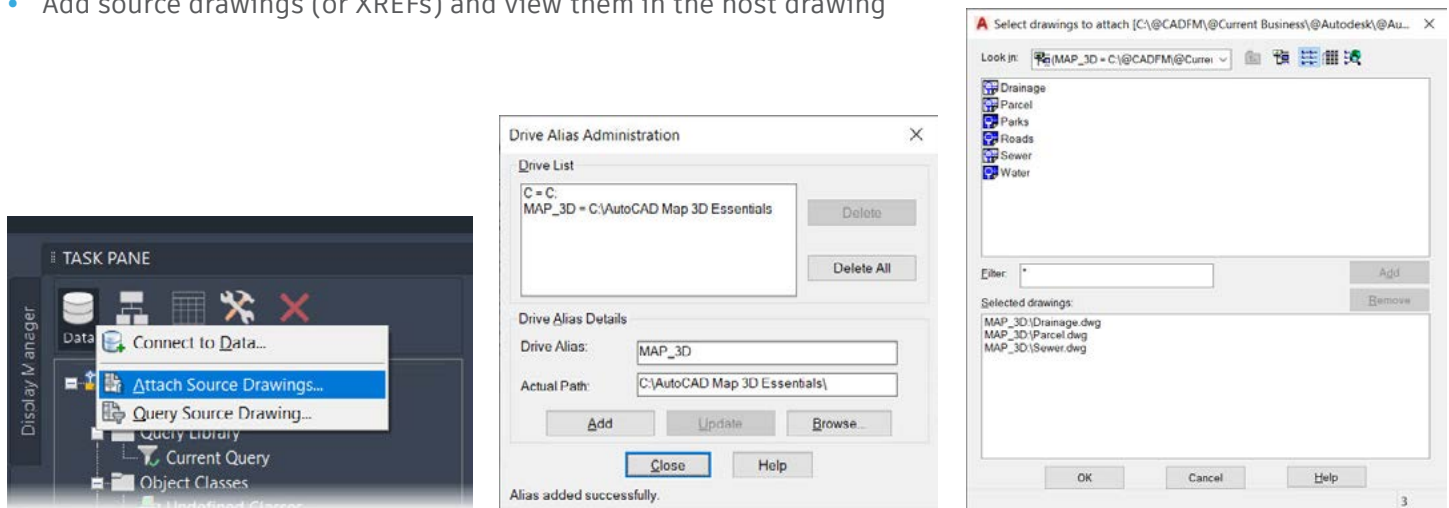 • Add source drawings (or XREFs) and view them in the host drawing
TASK PANE
Display Manager
Data
Connect to Data...
Attach Source Drawings...
Query Source Drawing...
Query Library
Current Query
Object Classes
Undefined Classes
Drive Alias Administration
Drive List
C = C:
MAP_3D = C:\AutoCAD Map 3D Essentials
Delete
Delete All
Drive Alias Details
Drive Alias:
MAP_3D
Actual Path:
C:\AutoCAD Map 3D Essentials\
Add
Update
Browse...
Close
Help
Alias added successfully.
Select drawings to attach [C:\@CADFM\@Current Business\@Autodesk\@Au...
Look in:
(MAP_3D = C:\@CADFM\@Currei
Drainage
Parcel
Parks
Roads
Sewer
Water
Filter:
*
Add
Remove
Selected drawings:
MAP_3D:\Drainage.dwg
MAP_3D:\Parcel.dwg
MAP_3D:\Sewer.dwg
OK
Cancel
Help
3